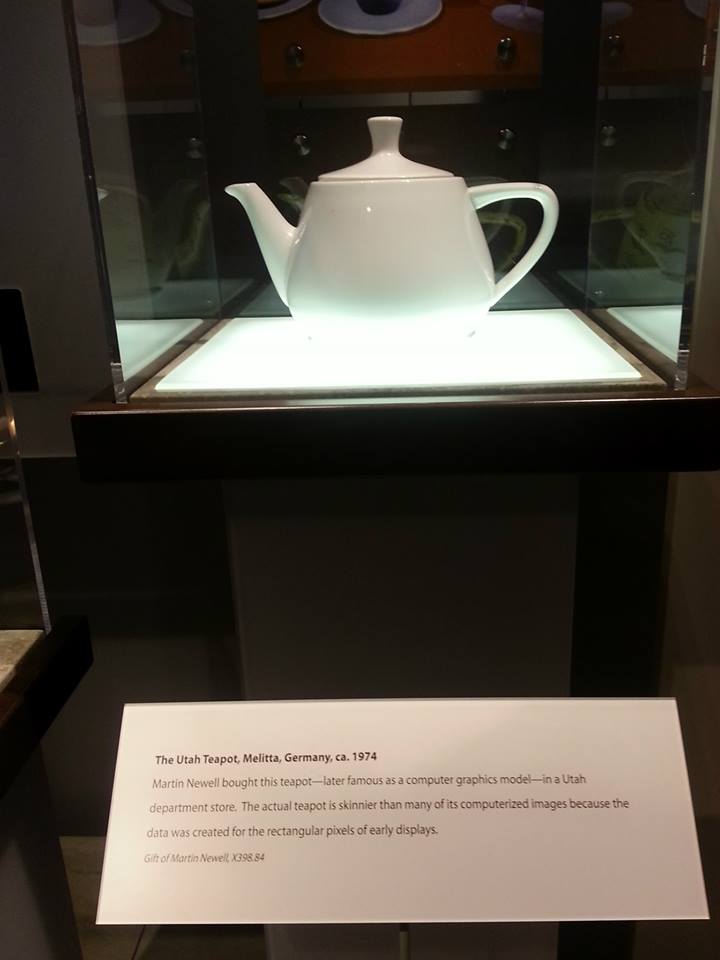 The Utah Teapot, Melitta, Germany, ca. 1974
Martin Newell bought this teapot—later famous as a computer graphics model—in a Utah
department store. The actual teapot is skinnier than many of its computerized images because the
data was created for the rectangular pixels of early displays.
Gift of Martin Newell, X398.84